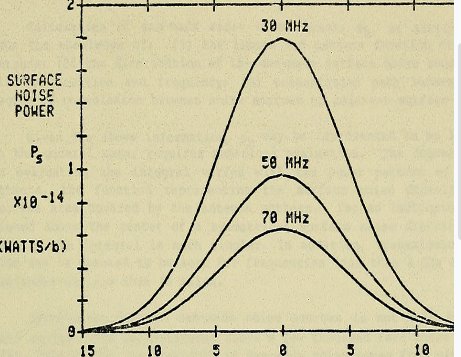 2
30 MHz
SURFACE
NOISE
POWER
Ps
1
50 MHz
X10-14
70 MHz
(WATTS/b)
0
15 10 5 0 5 10